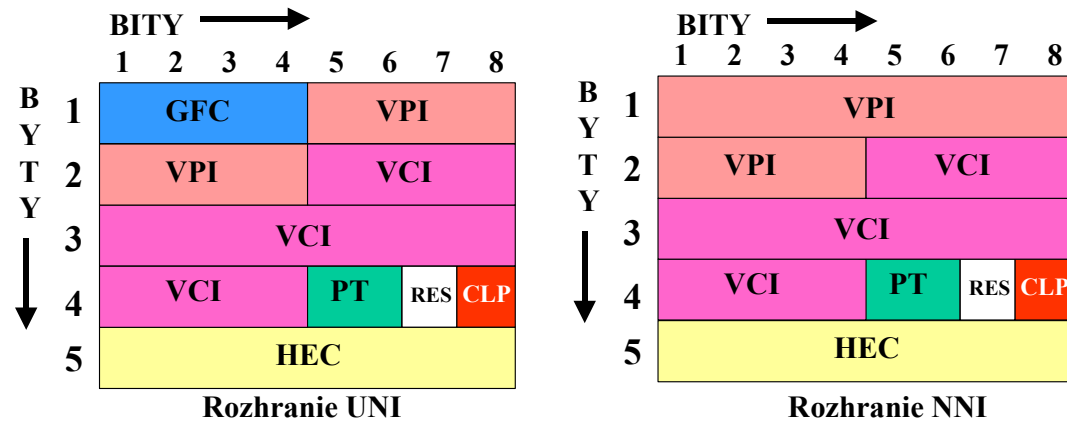 BITY
1 2 3 4 5 6 7 8
BYTY
1 GFC VPI
2 VPI VCI
3 VCI
4 VCI PT RES CLP
5 HEC
Rozhranie UNI
BITY
1 2 3 4 5 6 7 8
BYTY
1 VPI
2 VPI VCI
3 VCI
4 VCI PT RES CLP
5 HEC
Rozhranie NNI